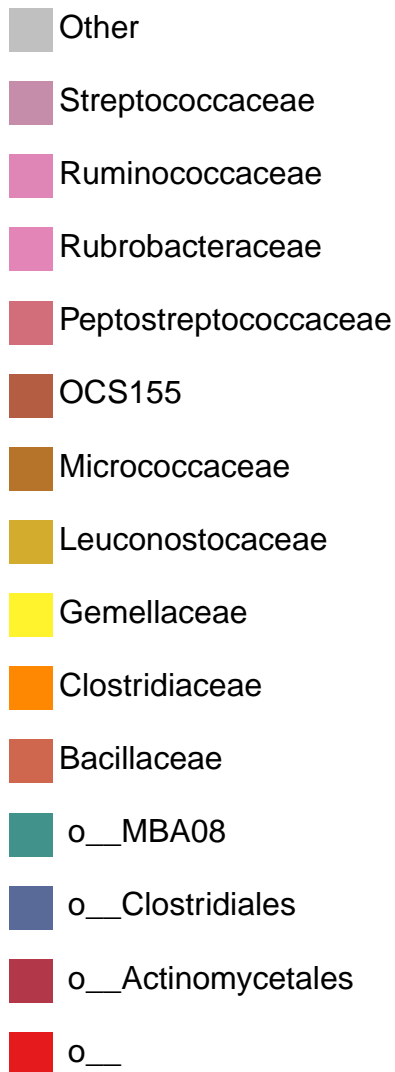 Other
Streptococcaceae
Ruminococcaceae
Rubrobacteraceae
Peptostreptococcaceae
OCS155
Micrococcaceae
Leuconostocaceae
Gemellaceae
Clostridiaceae
Bacillaceae
o__MBA08
o__Clostridiales
o__Actinomycetales
o__